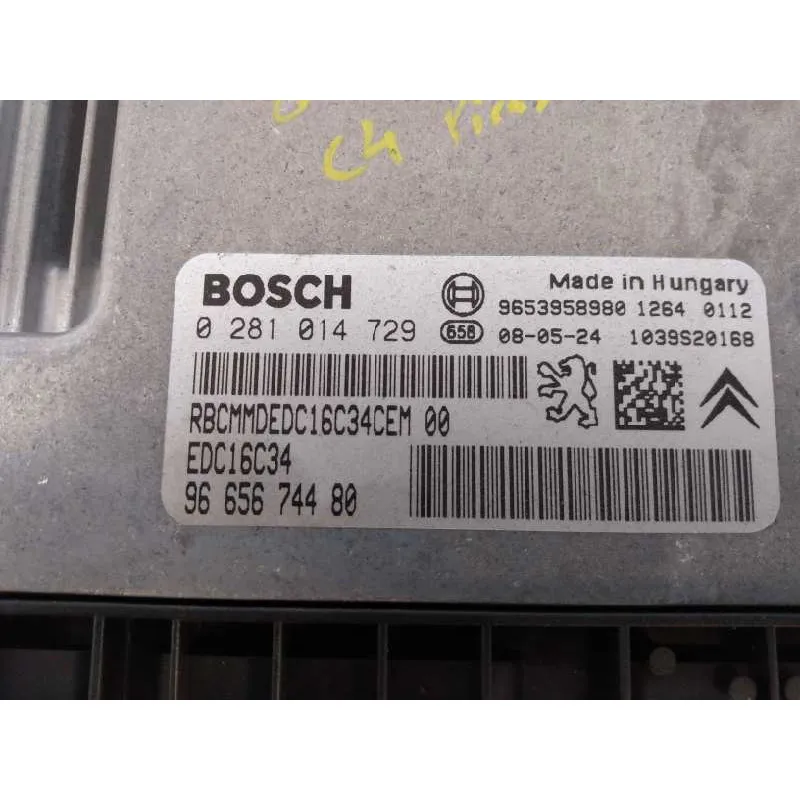 C4
BOSCH
Made in Hungary
9653958980 1264 0112
0 281 014 729
658
08-05-24 1039S20168
RBCMMDEDC16C34CEM 00
EDC16C34
96 656 744 80